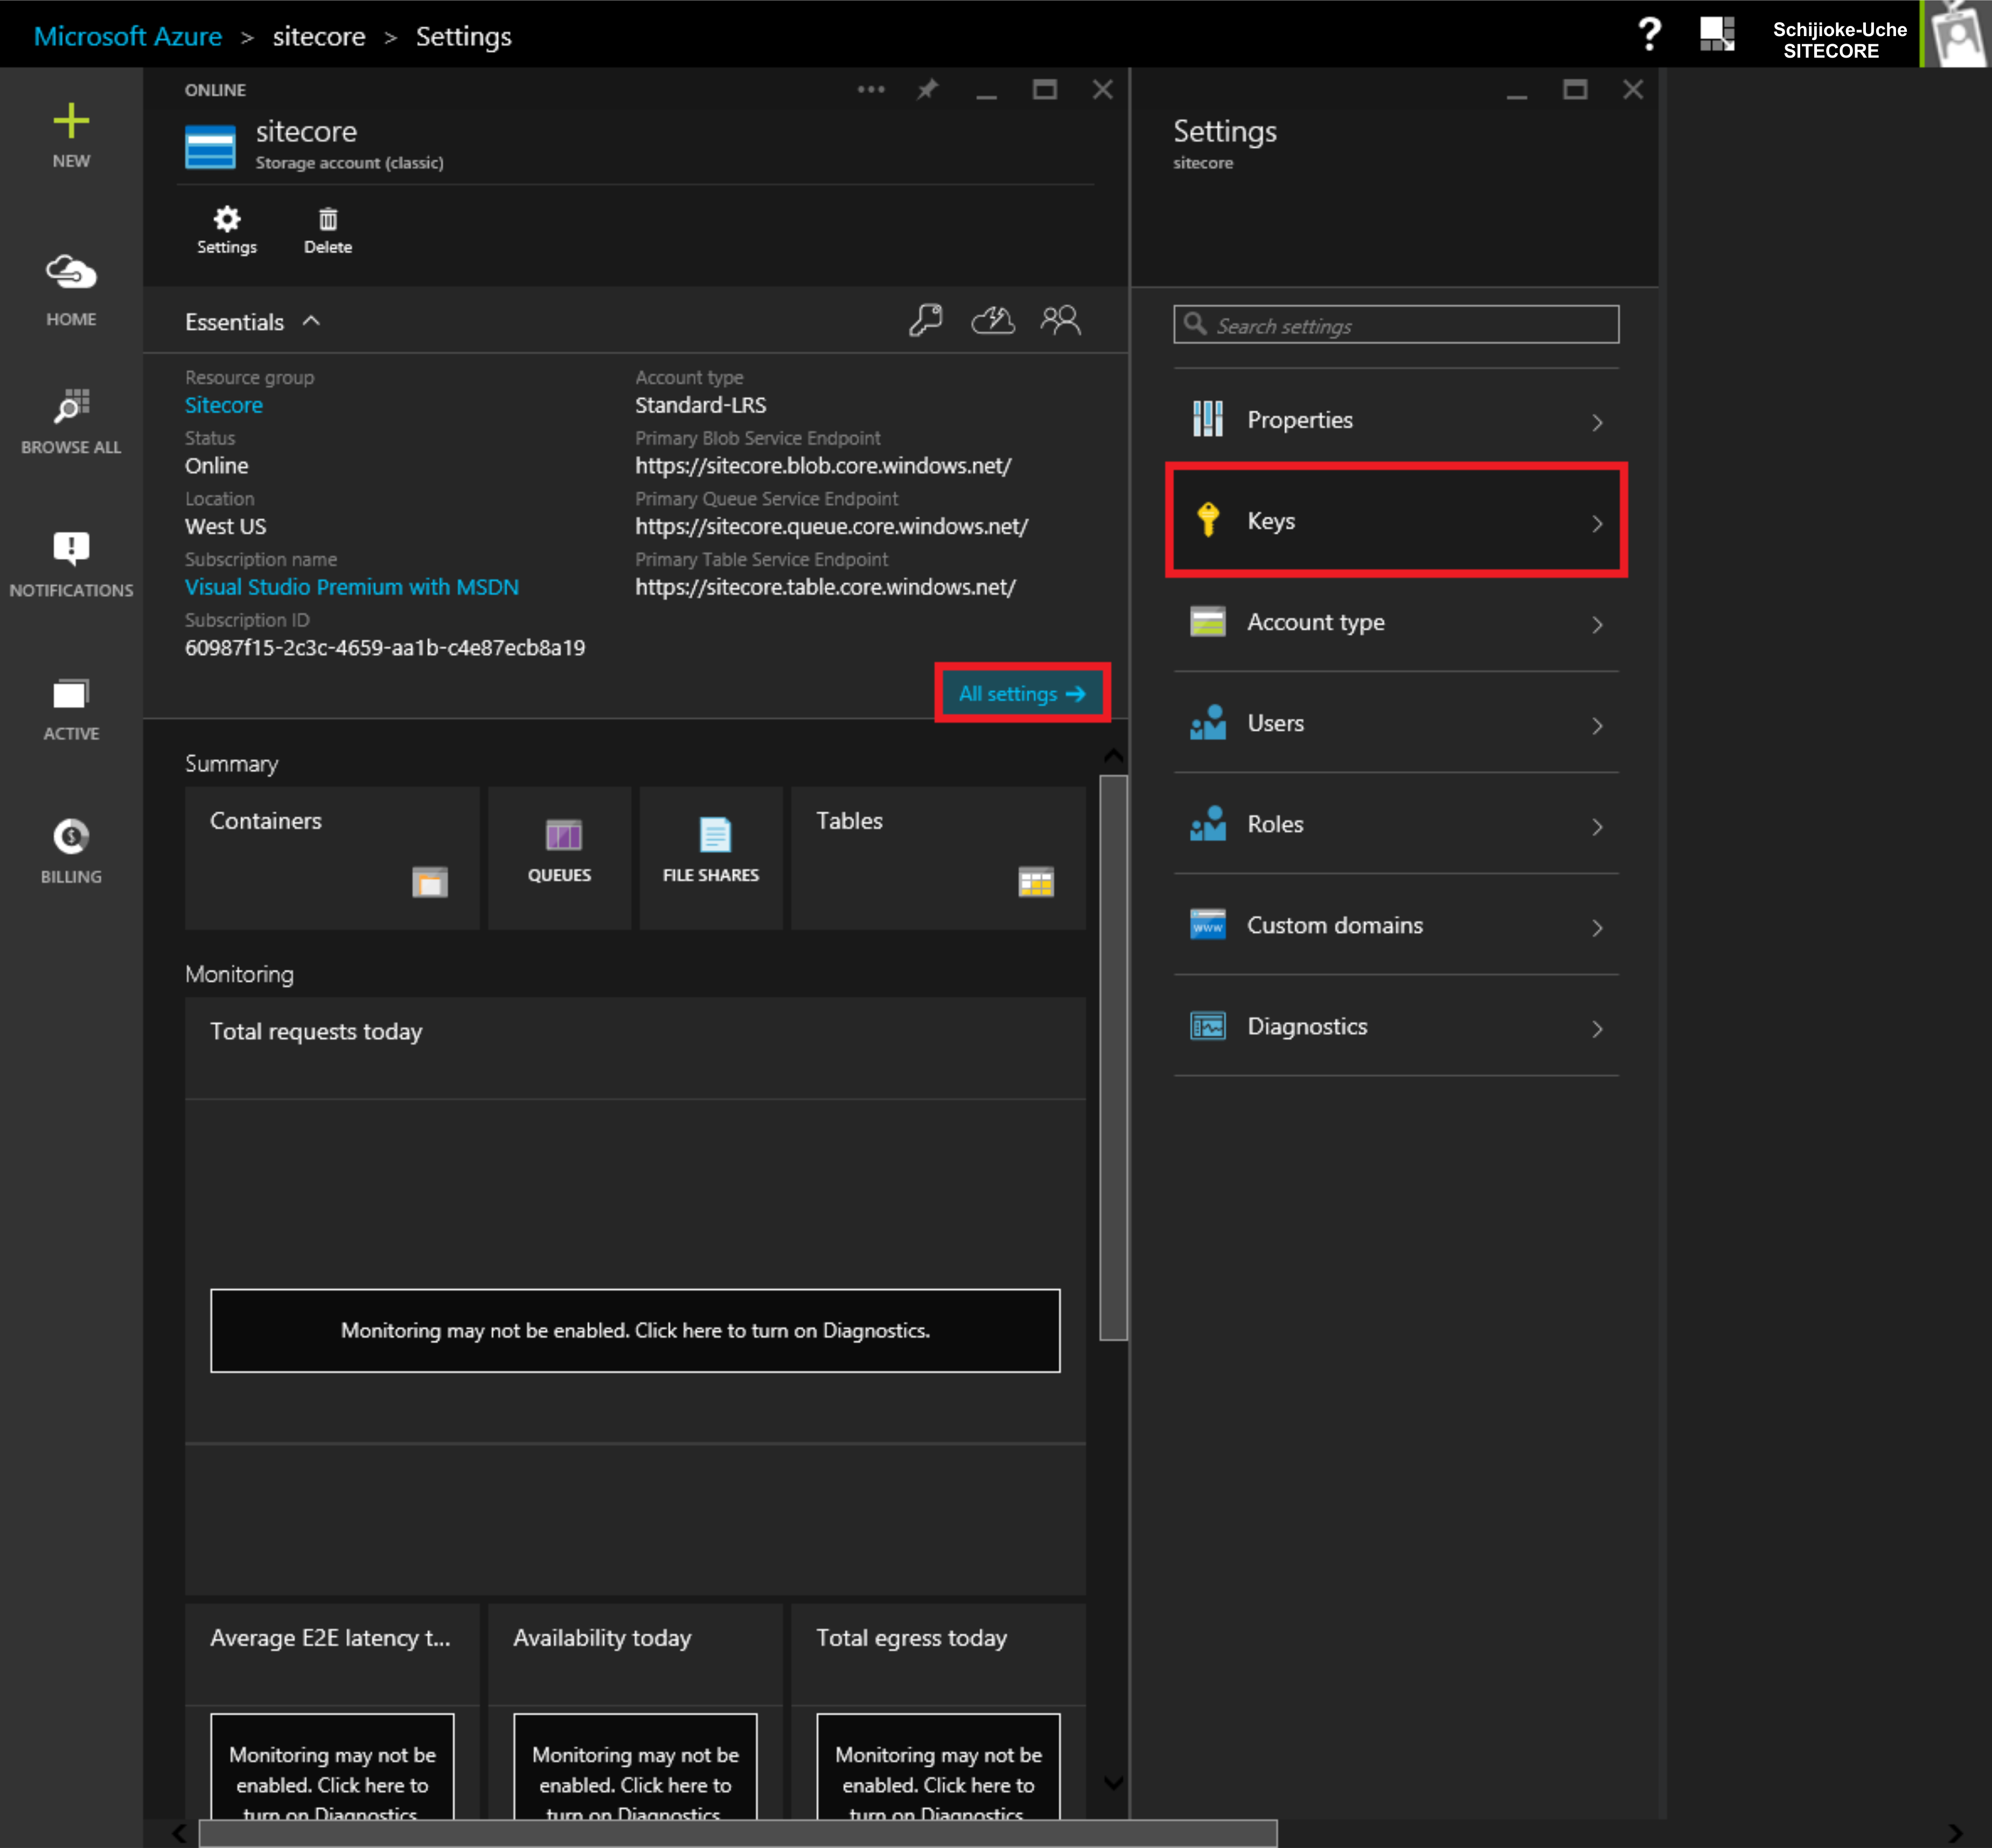 Microsoft Azure > sitecore > Settings
?
Schijioke-Uche
SITECORE
NEW
HOME
BROWSE ALL
NOTIFICATIONS
ACTIVE
BILLING
ONLINE
sitecore
Storage account (classic)
Settings
Delete
Essentials
Resource group
Sitecore
Status
Online
Location
West US
Subscription name
Visual Studio Premium with MSDN
Subscription ID
60987f15-2c3c-4659-aa1b-c4e87ecb8a19
Account type
Standard-LRS
Primary Blob Service Endpoint
https://sitecore.blob.core.windows.net/
Primary Queue Service Endpoint
https://sitecore.queue.core.windows.net/
Primary Table Service Endpoint
https://sitecore.table.core.windows.net/
All settings →
Summary
Containers
QUEUES
FILE SHARES
Tables
Monitoring
Total requests today
Monitoring may not be enabled. Click here to turn on Diagnostics.
Average E2E latency t...
Monitoring may not be
enabled. Click here to
turn on Diagnostics
Availability today
Monitoring may not be
enabled. Click here to
turn on Diagnostics
Total egress today
Monitoring may not be
enabled. Click here to
turn on Diagnostics
Settings
sitecore
Search settings
Properties
Keys
Account type
Users
Roles
www
Custom domains
Diagnostics